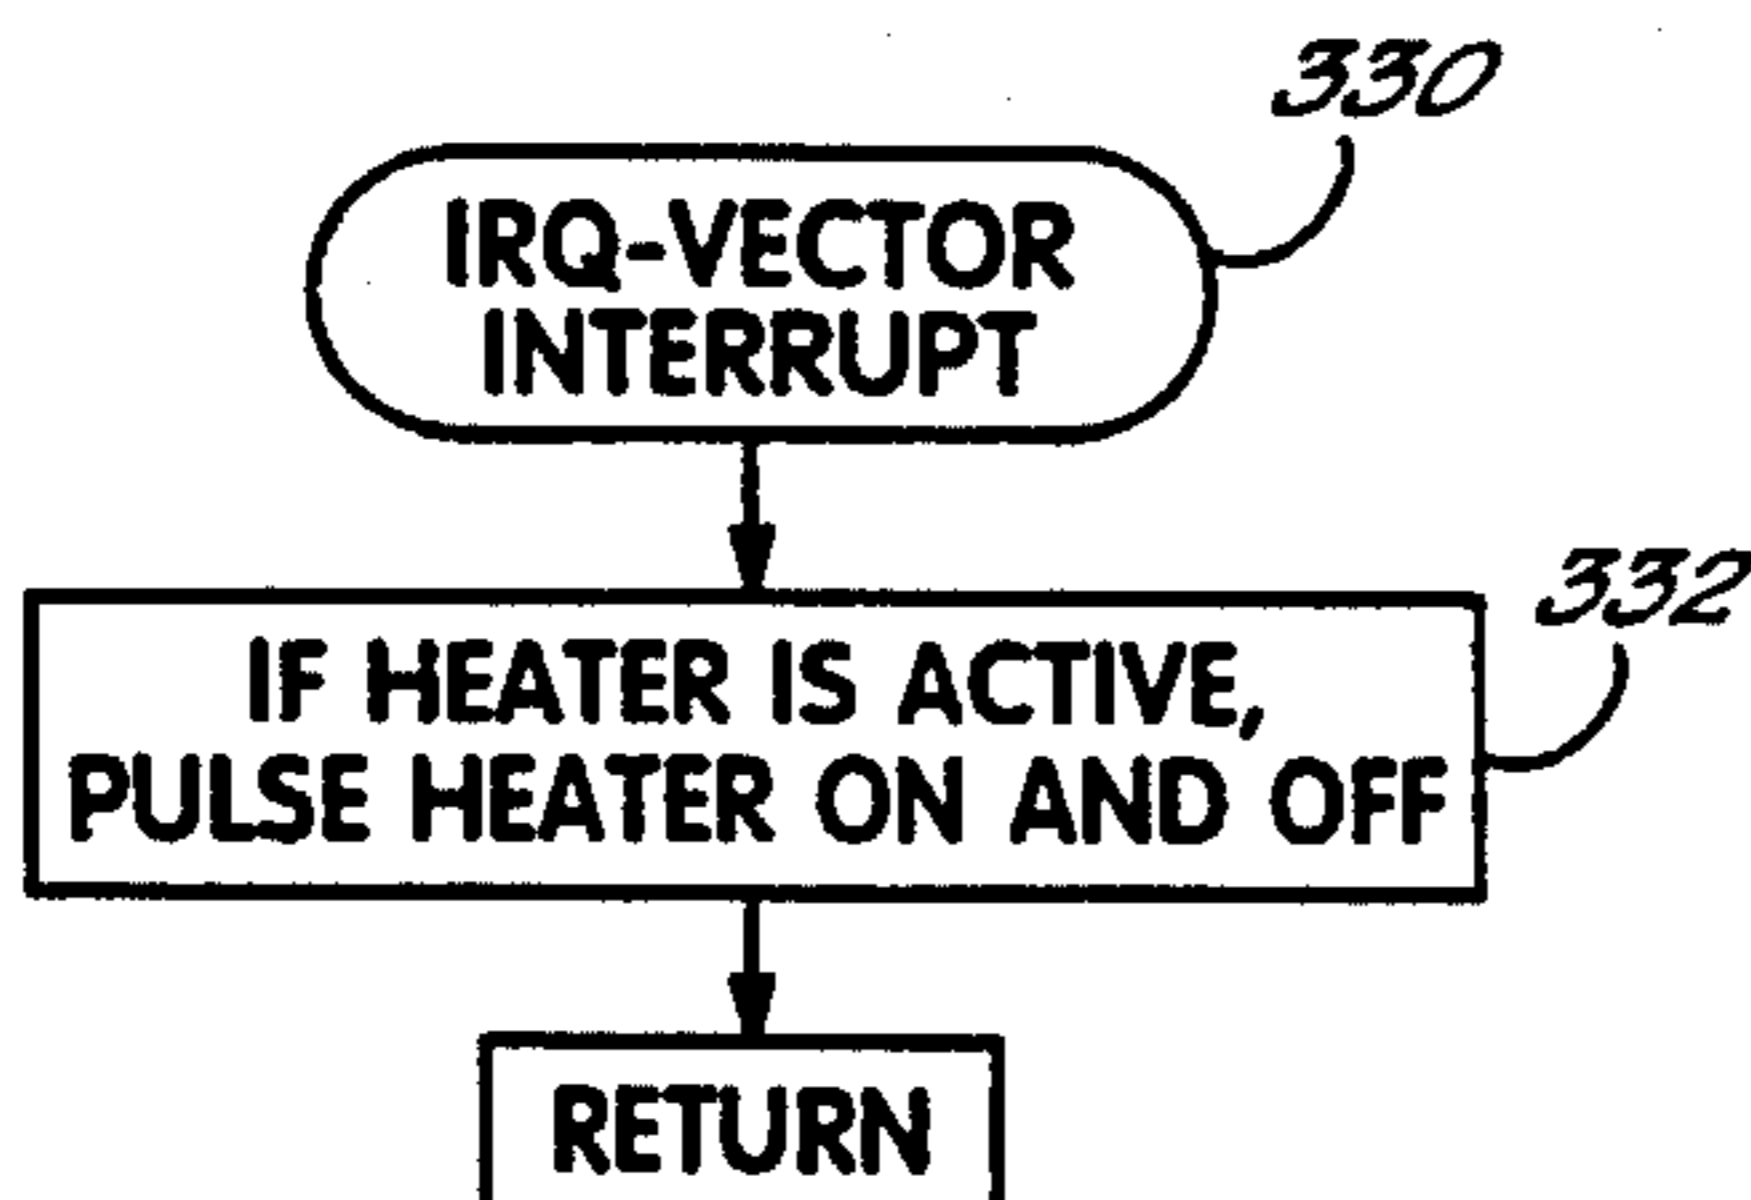 330
IRQ-VECTOR
INTERRUPT
332
IF HEATER IS ACTIVE,
PULSE HEATER ON AND OFF
RETURN